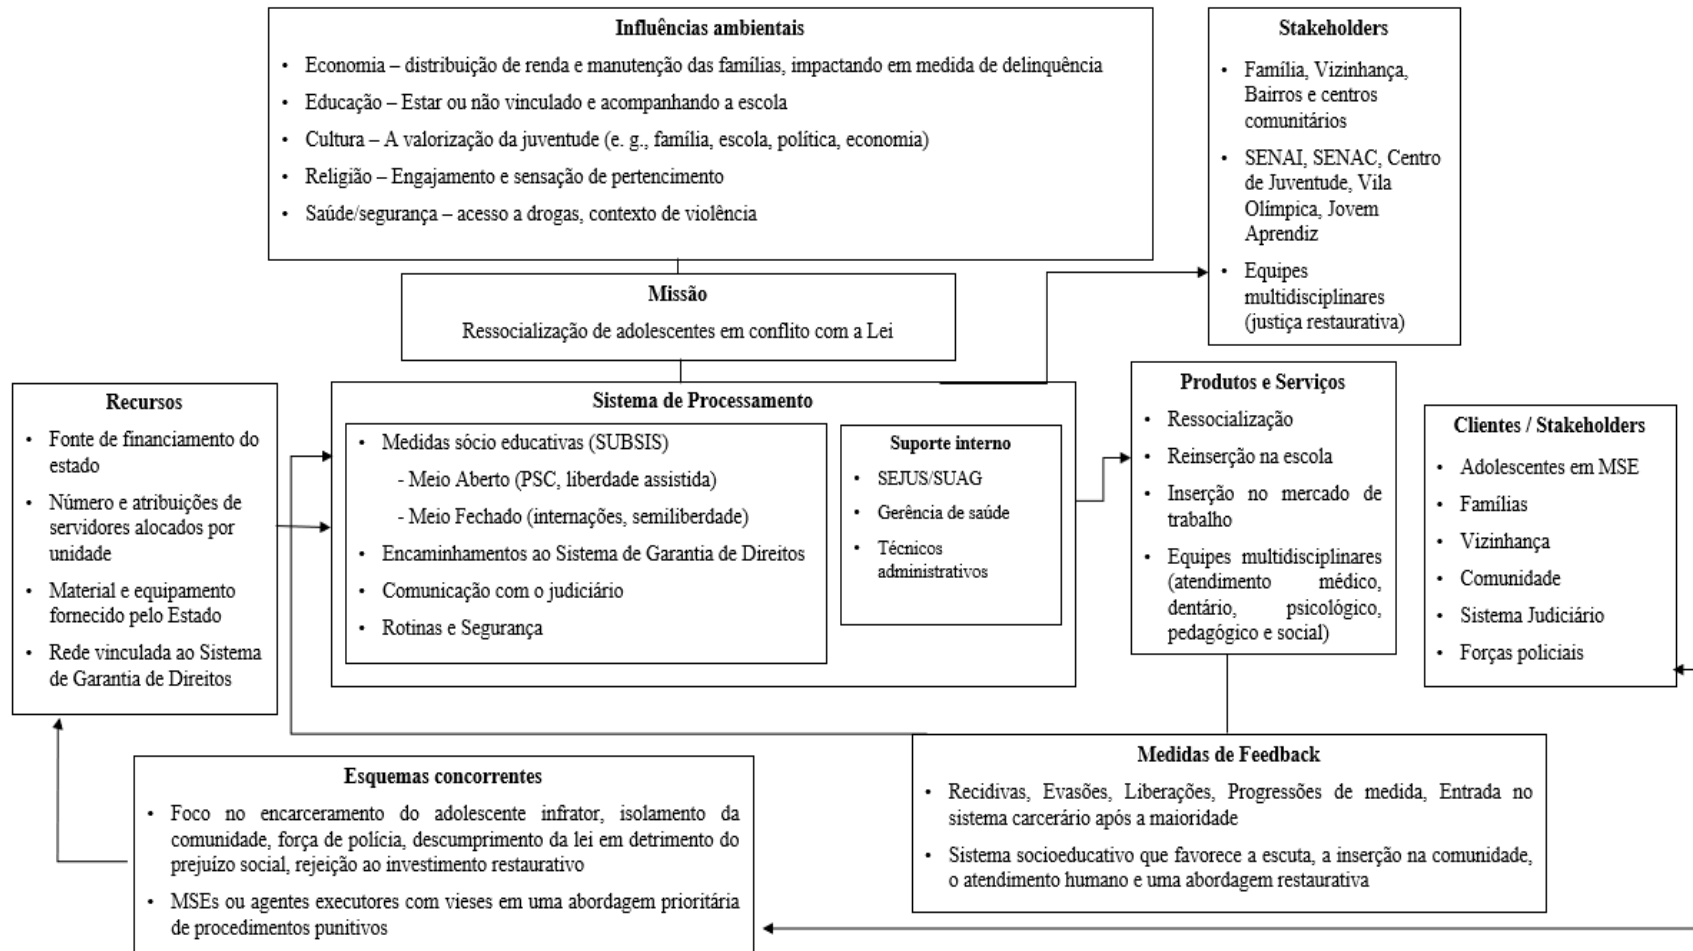 Influências ambientais
• Economia – distribuição de renda e manutenção das famílias, impactando em medida de delinquência
• Educação – Estar ou não vinculado e acompanhando a escola
• Cultura – A valorização da juventude (e. g., família, escola, política, economia)
• Religião – Engajamento e sensação de pertencimento
• Saúde/segurança – acesso a drogas, contexto de violência
Stakeholders
• Família, Vizinhança,
Bairros e centros
comunitários
• SENAI, SENAC, Centro
de Juventude, Vila
Olímpica, Jovem
Aprendiz
• Equipes
multidisciplinares
(justiça restaurativa)
Missão
Ressocialização de adolescentes em conflito com a Lei
Recursos
• Fonte de financiamento do
estado
• Número e atribuições de
servidores alocados por
unidade
• Material e equipamento
fornecido pelo Estado
• Rede vinculada ao Sistema
de Garantia de Direitos
Sistema de Processamento
• Medidas sócio educativas (SUBSIS)
- Meio Aberto (PSC, liberdade assistida)
- Meio Fechado (internações, semiliberdade)
• Encaminhamentos ao Sistema de Garantia de Direitos
• Comunicação com o judiciário
• Rotinas e Segurança
Suporte interno
• SEJUS/SUAG
• Gerência de saúde
• Técnicos
administrativos
Produtos e Serviços
• Ressocialização
• Reinserção na escola
• Inserção no mercado de
trabalho
• Equipes multidisciplinares
(atendimento médico,
dentário, psicológico,
pedagógico e social)
Clientes / Stakeholders
• Adolescentes em MSE
• Famílias
• Vizinhança
• Comunidade
• Sistema Judiciário
• Forças policiais
Esquemas concorrentes
• Foco no encarceramento do adolescente infrator, isolamento da
comunidade, força de polícia, descumprimento da lei em detrimento do
prejuízo social, rejeição ao investimento restaurativo
• MSEs ou agentes executores com vieses em uma abordagem prioritária
de procedimentos punitivos
Medidas de Feedback
• Recidivas, Evasões, Liberações, Progressões de medida, Entrada no
sistema carcerário após a maioridade
• Sistema socioeducativo que favorece a escuta, a inserção na comunidade,
o atendimento humano e uma abordagem restaurativa